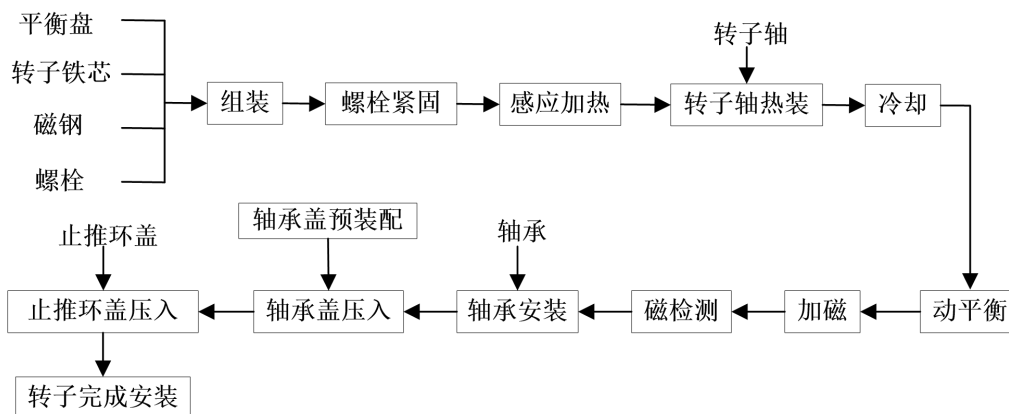 平衡盘
转子铁芯
磁钢
螺栓
组装
螺栓紧固
感应加热
转子轴
转子轴热装
冷却
动平衡
加磁
磁检测
轴承
轴承安装
轴承盖预装配
轴承盖压入
止推环盖
止推环盖压入
转子完成安装